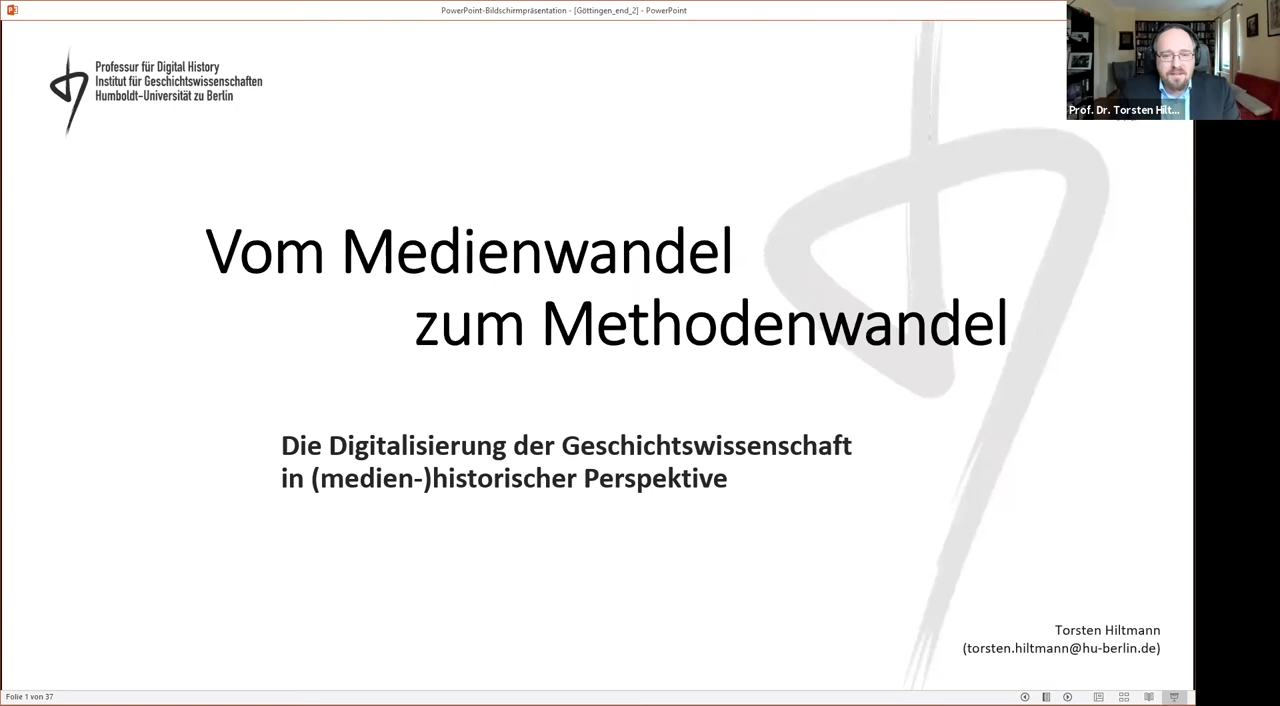 PowerPoint-Bildschirmpräsentation - [Göttingen_end_2] - PowerPoint
Prof. Dr. Torsten Hilt...
Professur für Digital History
Institut für Geschichtswissenschaften
Humboldt-Universität zu Berlin
Vom Medienwandel
zum Methodenwandel
Die Digitalisierung der Geschichtswissenschaft
in (medien-)historischer Perspektive
Torsten Hiltmann
(torsten.hiltmann@hu-berlin.de)
Folie 1 von 37